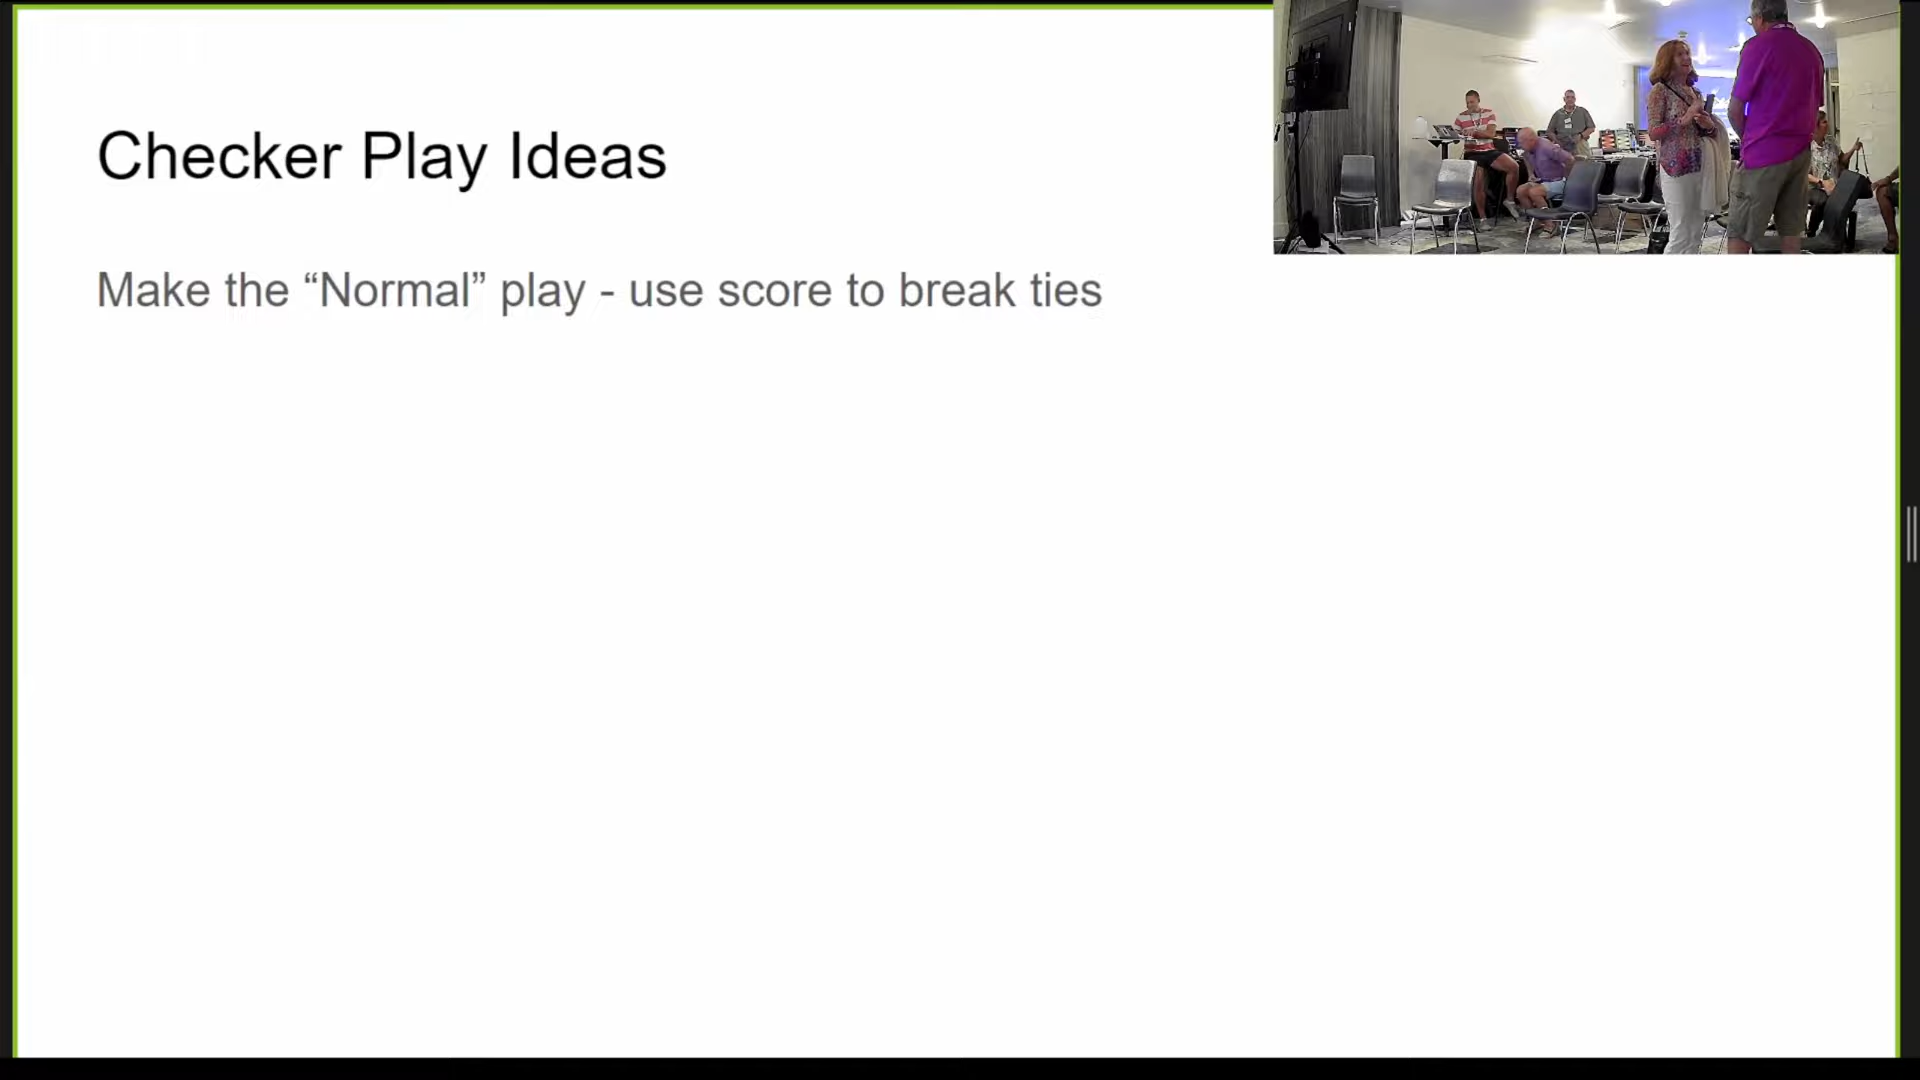 Checker Play Ideas
Make the “Normal” play - use score to break ties